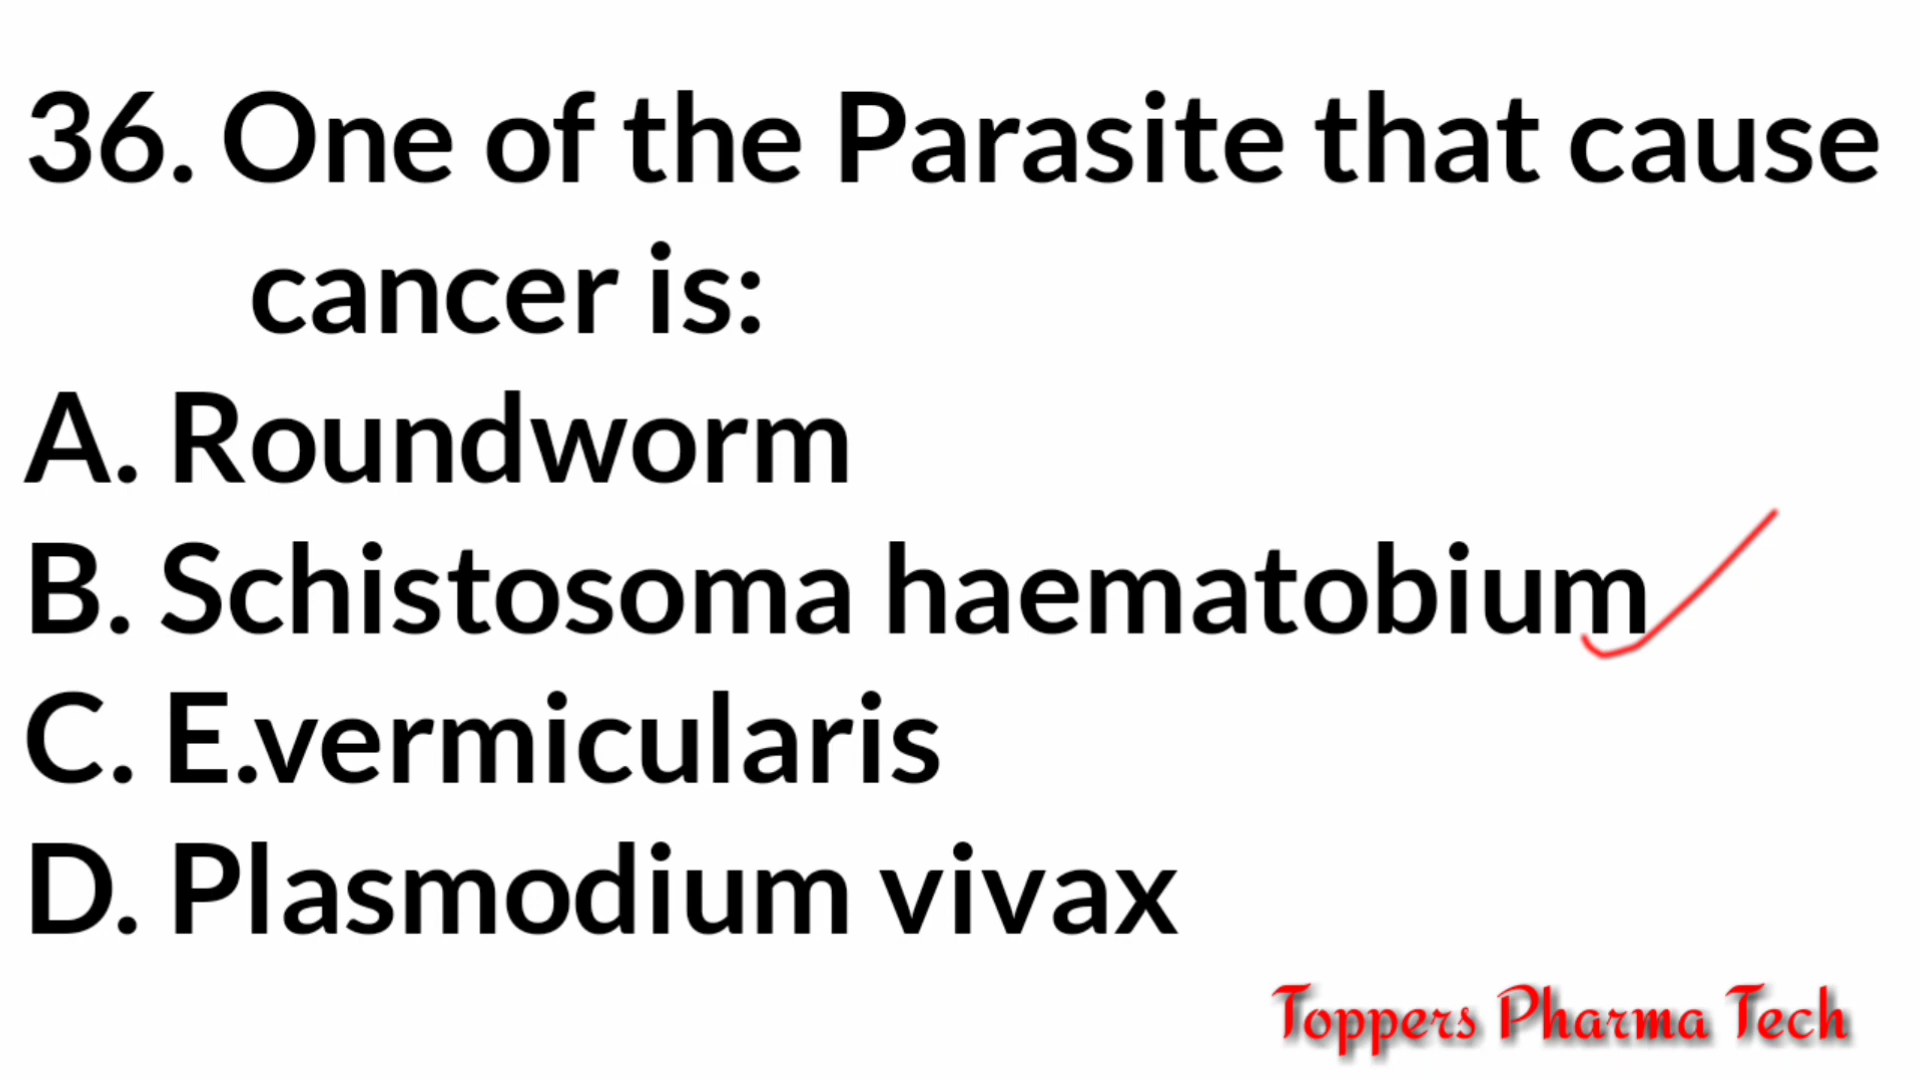 36. One of the Parasite that cause
cancer is:
A. Roundworm
B. Schistosoma haematobium
C. E.vermicularis
D. Plasmodium vivax
Toppers Pharma Tech